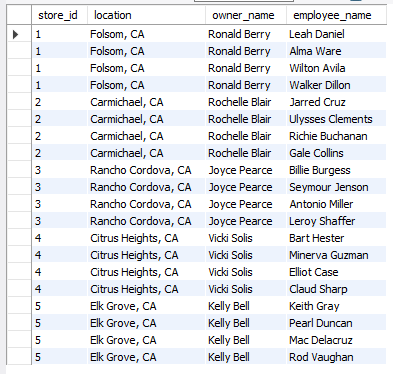 store_id location owner_name employee_name
1 Folsom, CA Ronald Berry Leah Daniel
1 Folsom, CA Ronald Berry Alma Ware
1 Folsom, CA Ronald Berry Wilton Avila
1 Folsom, CA Ronald Berry Walker Dillon
2 Carmichael, CA Rochelle Blair Jarred Cruz
2 Carmichael, CA Rochelle Blair Ulysses Clements
2 Carmichael, CA Rochelle Blair Richie Buchanan
2 Carmichael, CA Rochelle Blair Gale Collins
3 Rancho Cordova, CA Joyce Pearce Billie Burgess
3 Rancho Cordova, CA Joyce Pearce Seymour Jenson
3 Rancho Cordova, CA Joyce Pearce Antonio Miller
3 Rancho Cordova, CA Joyce Pearce Leroy Shaffer
4 Citrus Heights, CA Vicki Solis Bart Hester
4 Citrus Heights, CA Vicki Solis Minerva Guzman
4 Citrus Heights, CA Vicki Solis Elliot Case
4 Citrus Heights, CA Vicki Solis Claud Sharp
5 Elk Grove, CA Kelly Bell Keith Gray
5 Elk Grove, CA Kelly Bell Pearl Duncan
5 Elk Grove, CA Kelly Bell Mac Delacruz
5 Elk Grove, CA Kelly Bell Rod Vaughan